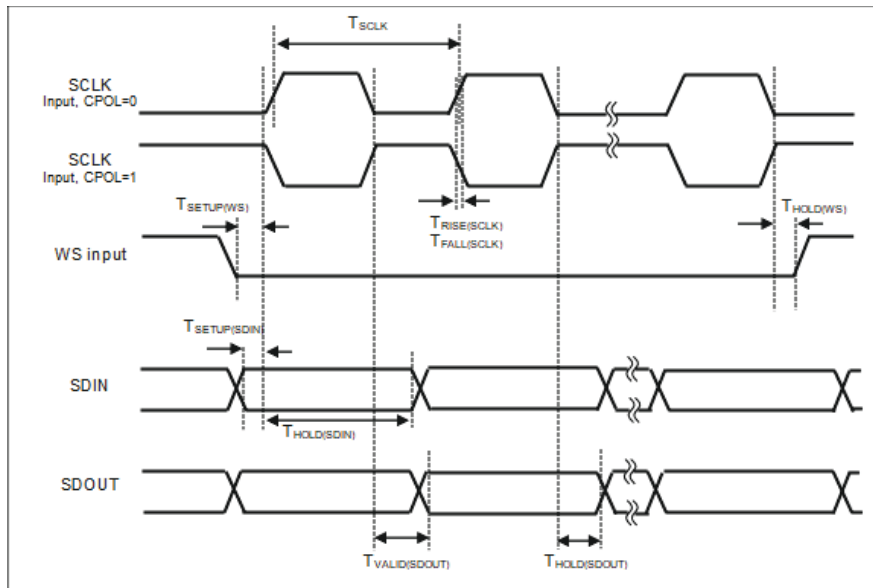 TSCLK
SCLK
Input, CPOL=0
SCLK
Input, CPOL=1
TSETUP(WS)
TRISE(SCLK)
TFALL(SCLK)
THOLD(WS)
WS input
TSETUP(SDIN)
SDIN
THOLD(SDIN)
SDOUT
TVALID(SDOUT)
THOLD(SDOUT)